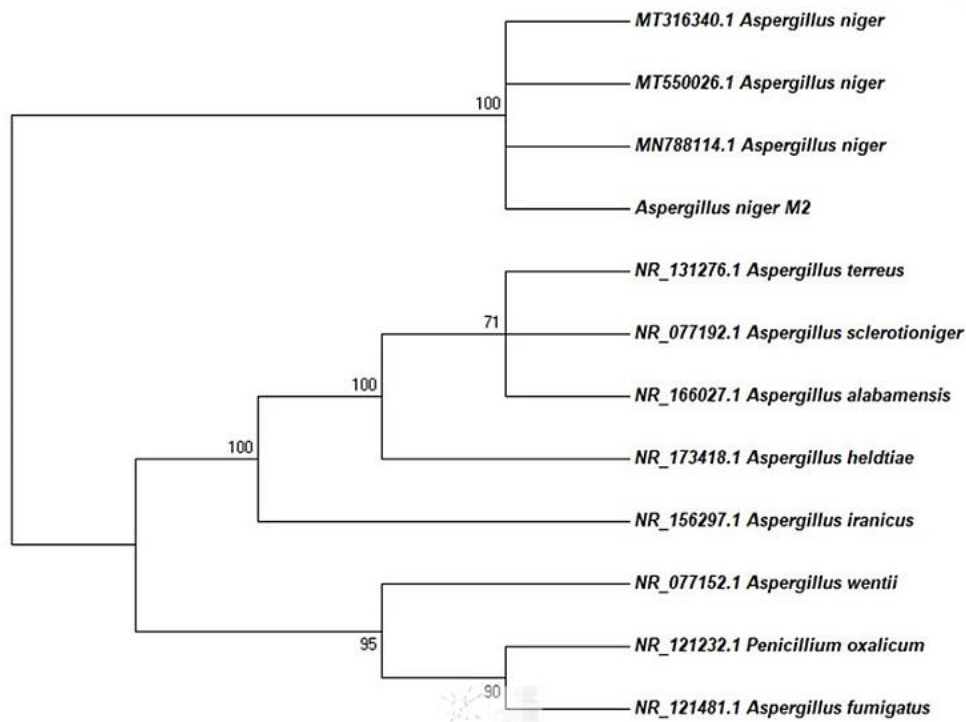 MT316340.1 Aspergillus niger
MT550026.1 Aspergillus niger
100
MN788114.1 Aspergillus niger
Aspergillus niger M2
NR_131276.1 Aspergillus terreus
71
NR_077192.1 Aspergillus sclerotioniger
100
NR_166027.1 Aspergillus alabamensis
100
NR_173418.1 Aspergillus heldtiae
NR_156297.1 Aspergillus iranicus
NR_077152.1 Aspergillus wentii
95
NR_121232.1 Penicillium oxalicum
90
NR_121481.1 Aspergillus fumigatus